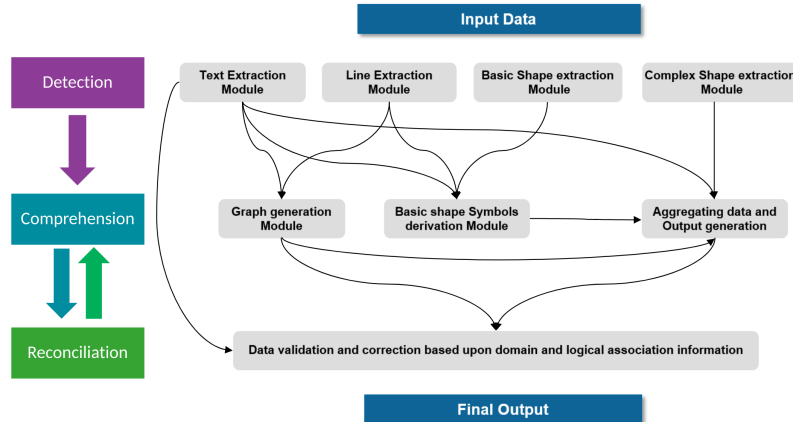 Input Data
Detection
Text Extraction
Module
Line Extraction
Module
Basic Shape extraction
Module
Complex Shape extraction
Module
Comprehension
Graph generation
Module
Basic shape Symbols
derivation Module
Aggregating data and
Output generation
Reconciliation
Data validation and correction based upon domain and logical association information
Final Output